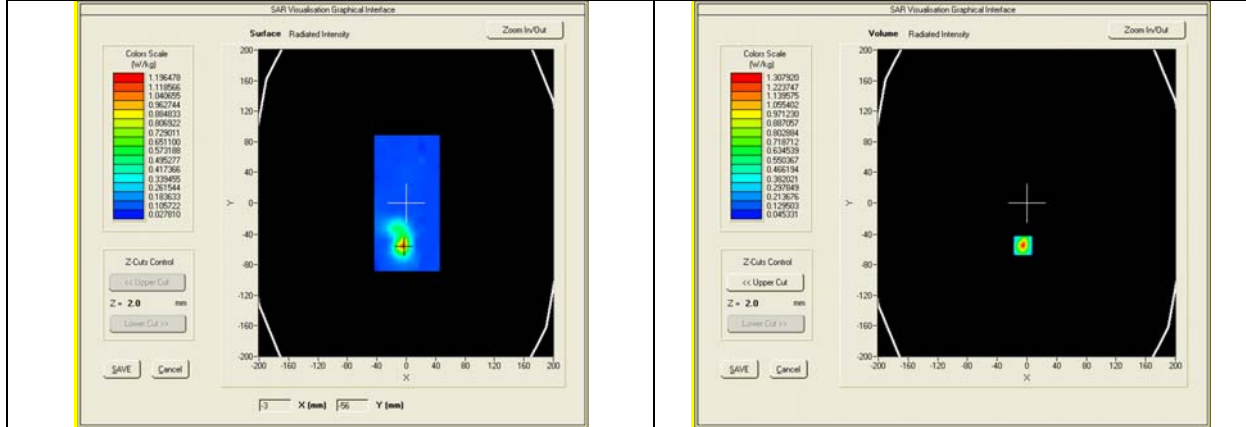 SAR Visualisation Graphical Interface
Surface Radiated Intensity
Zoom In/Out
Colors Scale
(W/kg)
1.196478
1.118566
1.040655
0.962744
0.884833
0.806922
0.729011
0.651100
0.573188
0.495277
0.417366
0.339455
0.261544
0.183633
0.105722
0.027810
Z-Cuts Control
<< Upper Cut
Z = 2.0 mm
Lower Cut >>
SAVE Cancel
200
160
120
80
40
0
-40
-80
-120
-160
-200
Y
-200 -160 -120 -80 -40 0 40 80 120 160 200
X
-3 X (mm) -56 Y (mm)
SAR Visualisation Graphical Interface
Volume Radiated Intensity
Zoom In/Out
Colors Scale
(W/kg)
1.307920
1.223747
1.139575
1.055402
0.971230
0.887057
0.802884
0.718712
0.634539
0.550367
0.466194
0.382021
0.297849
0.213676
0.129503
0.045331
Z-Cuts Control
<< Upper Cut
Z = 2.0 mm
Lower Cut >>
SAVE Cancel
200
160
120
80
40
0
-40
-80
-120
-160
-200
Y
-200 -160 -120 -80 -40 0 40 80 120 160 200
X